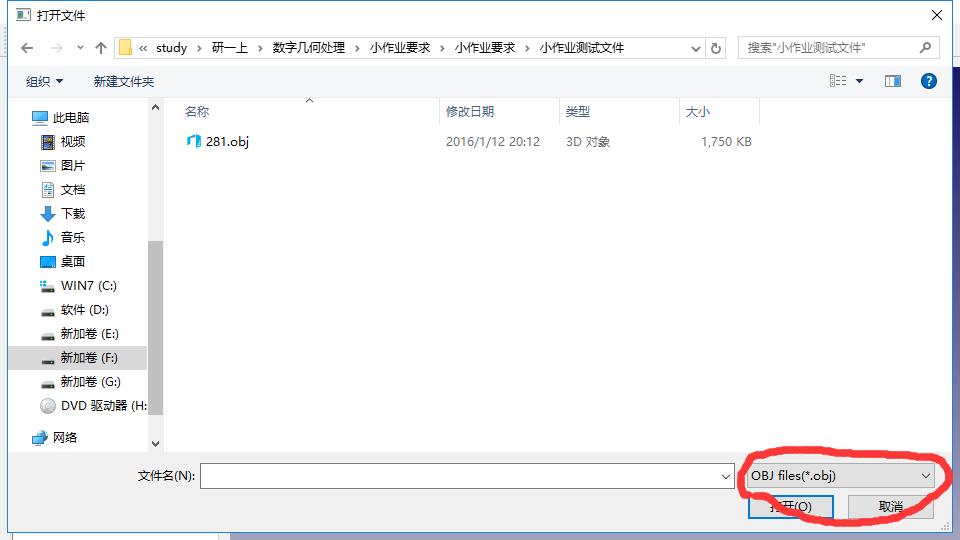 打开文件
« study › 研一上 › 数字几何处理 › 小作业要求 › 小作业要求 › 小作业测试文件
搜索"小作业测试文件"
组织 新建文件夹
名称 修改日期 类型 大小
281.obj 2016/1/12 20:12 3D 对象 1,750 KB
此电脑
视频
图片
文档
下载
音乐
桌面
WIN7 (C:)
软件 (D:)
新加卷 (E:)
新加卷 (F:)
新加卷 (G:)
DVD 驱动器 (H:
网络
文件名(N):
OBJ files(*.obj)
打开(O) 取消